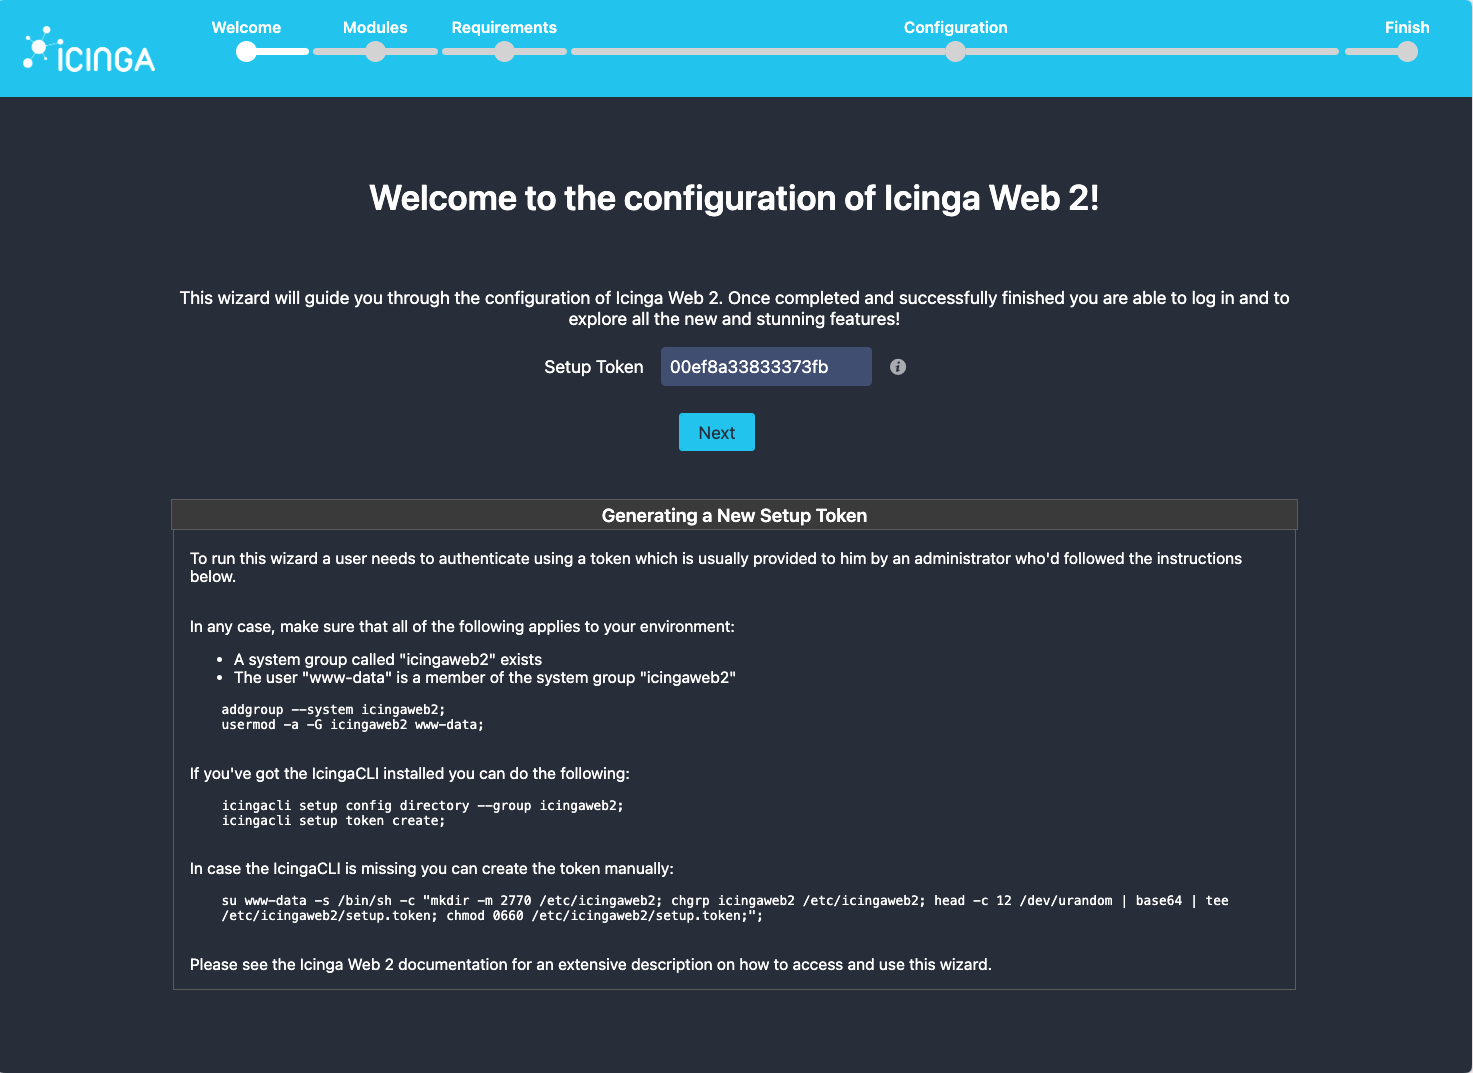 Welcome Modules Requirements Configuration Finish
ICINGA
Welcome to the configuration of Icinga Web 2!
This wizard will guide you through the configuration of Icinga Web 2. Once completed and successfully finished you are able to log in and to
explore all the new and stunning features!
Setup Token 00ef8a33833373fb i
Next
Generating a New Setup Token
To run this wizard a user needs to authenticate using a token which is usually provided to him by an administrator who'd followed the instructions
below.
In any case, make sure that all of the following applies to your environment:
• A system group called "icingaweb2" exists
• The user "www-data" is a member of the system group "icingaweb2"
addgroup --system icingaweb2;
usermod -a -G icingaweb2 www-data;
If you've got the IcingaCLI installed you can do the following:
icingacli setup config directory --group icingaweb2;
icingacli setup token create;
In case the IcingaCLI is missing you can create the token manually:
su www-data -s /bin/sh -c "mkdir -m 2770 /etc/icingaweb2; chgrp icingaweb2 /etc/icingaweb2; head -c 12 /dev/urandom | base64 | tee
/etc/icingaweb2/setup.token; chmod 0660 /etc/icingaweb2/setup.token;";
Please see the Icinga Web 2 documentation for an extensive description on how to access and use this wizard.